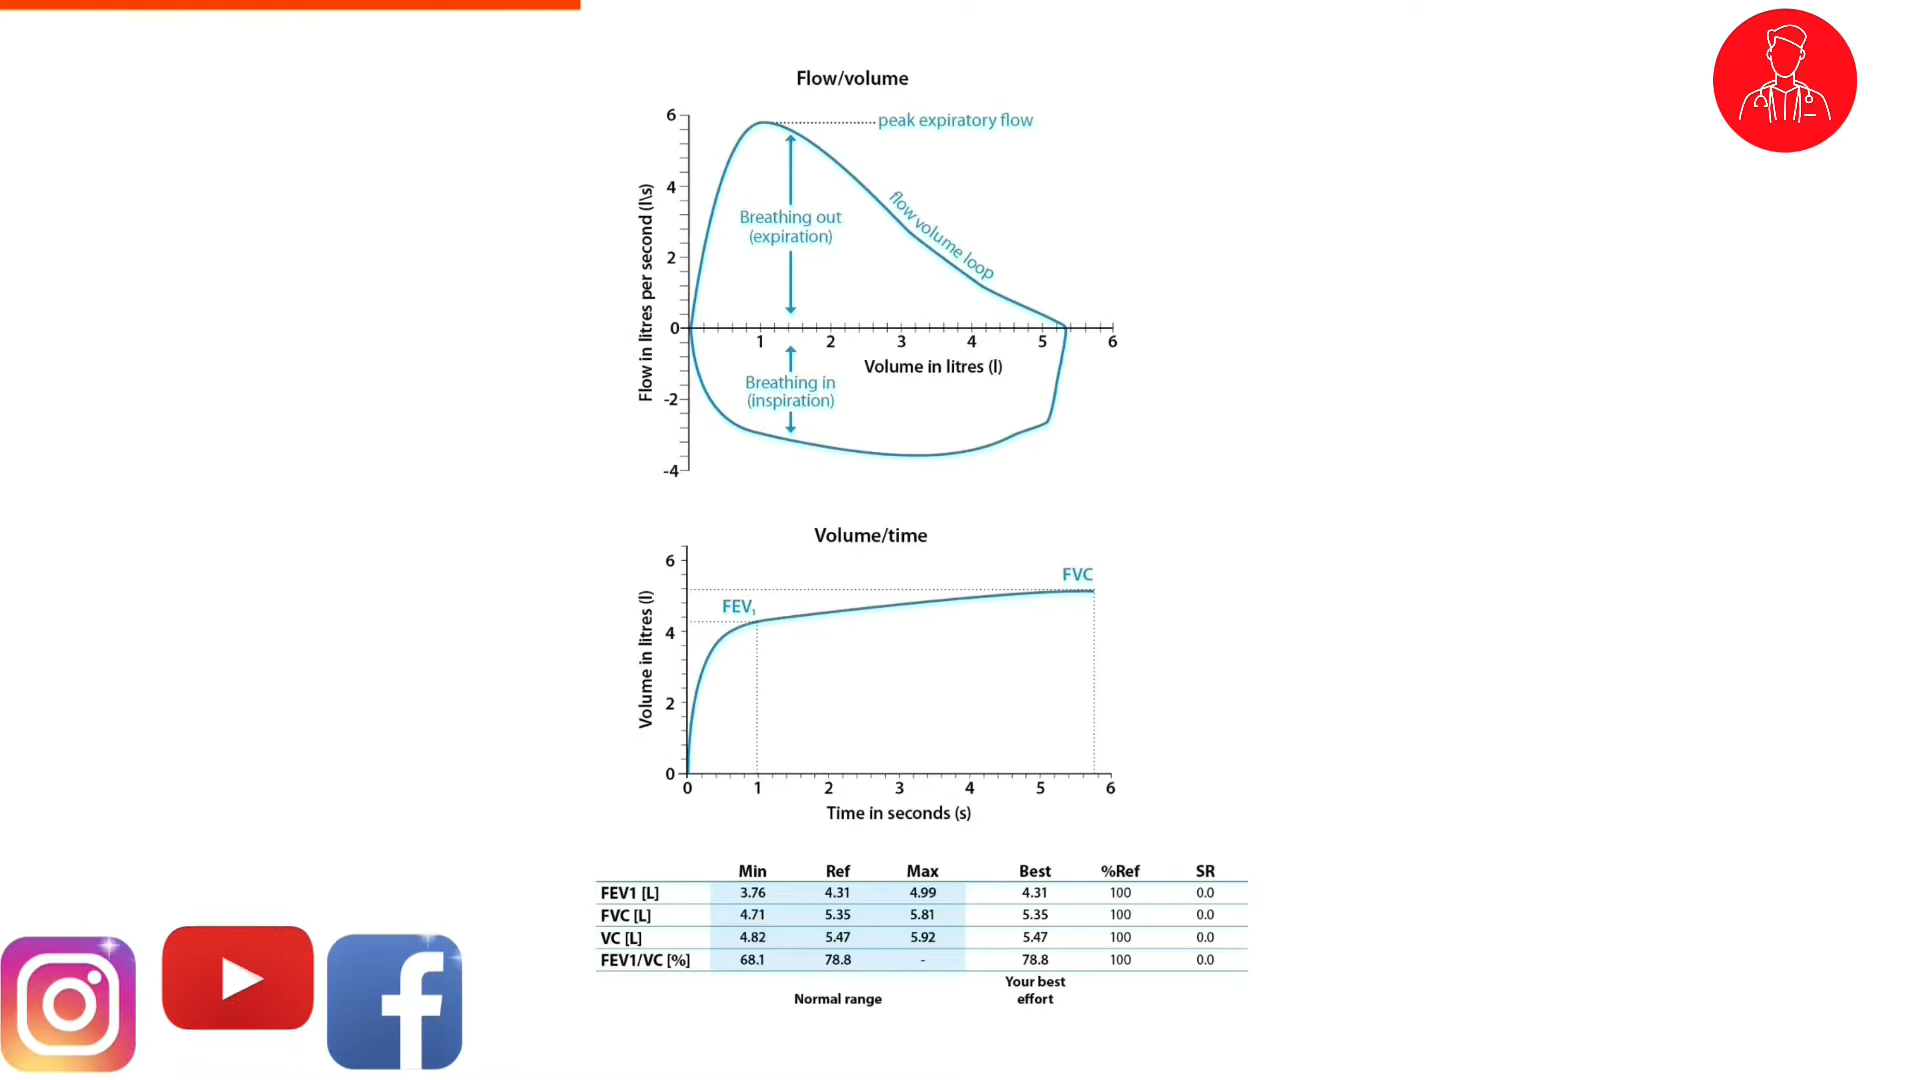 Flow/volume
6
peak expiratory flow
4
flow volume loop
Breathing out
(expiration)
2
Flow in litres per second (l\s)
0
1 2 3 4 5 6
Volume in litres (l)
Breathing in
(inspiration)
-2
-4
Volume/time
6
FVC
FEV₁
4
Volume in litres (l)
2
0
0 1 2 3 4 5 6
Time in seconds (s)
Min Ref Max Best %Ref SR
FEV1 [L] 3.76 4.31 4.99 4.31 100 0.0
FVC [L] 4.71 5.35 5.81 5.35 100 0.0
VC [L] 4.82 5.47 5.92 5.47 100 0.0
FEV1/VC [%] 68.1 78.8 - 78.8 100 0.0
Normal range
Your best
effort